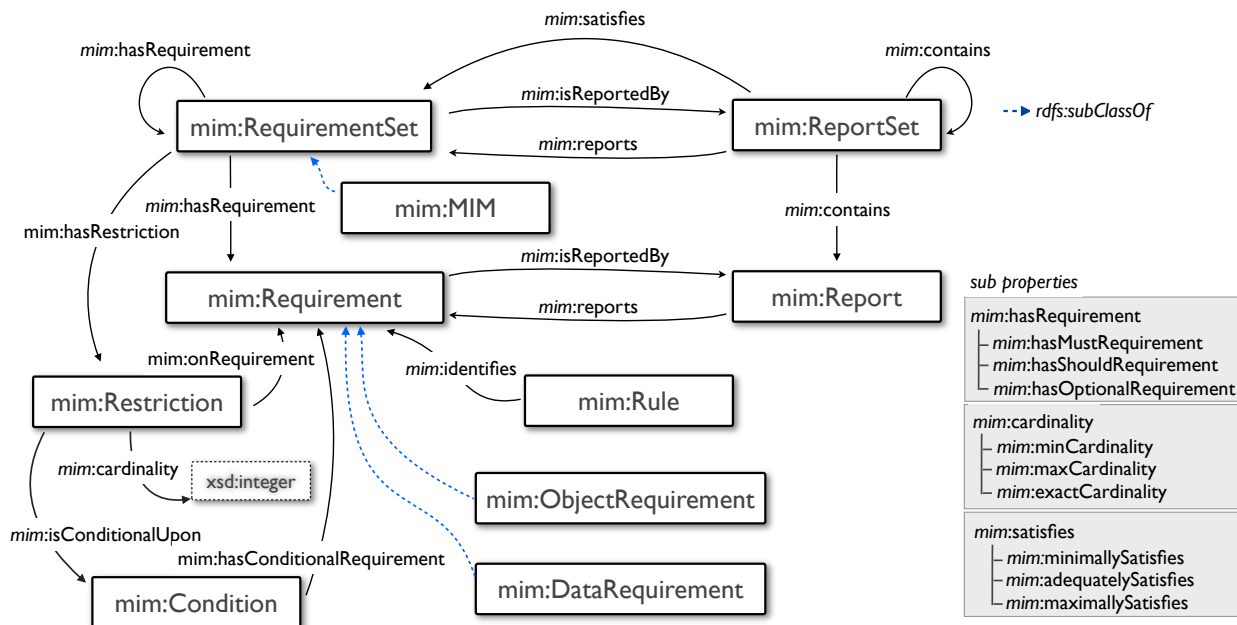 mim:satisfies
mim:hasRequirement
mim:contains
mim:isReportedBy
mim:RequirementSet
mim:ReportSet
rdfs:subClassOf
mim:reports
mim:hasRequirement
mim:MIM
mim:contains
mim:hasRestriction
mim:isReportedBy
mim:Requirement
mim:Report
mim:reports
sub properties
mim:hasRequirement
mim:hasMustRequirement
mim:hasShouldRequirement
mim:hasOptionalRequirement
mim:onRequirement
mim:identifies
mim:Restriction
mim:Rule
mim:cardinality
mim:minCardinality
mim:maxCardinality
mim:exactCardinality
mim:cardinality
xsd:integer
mim:ObjectRequirement
mim:isConditionalUpon
mim:hasConditionalRequirement
mim:satisfies
mim:minimallySatisfies
mim:adequatelySatisfies
mim:maximallySatisfies
mim:Condition
mim:DataRequirement